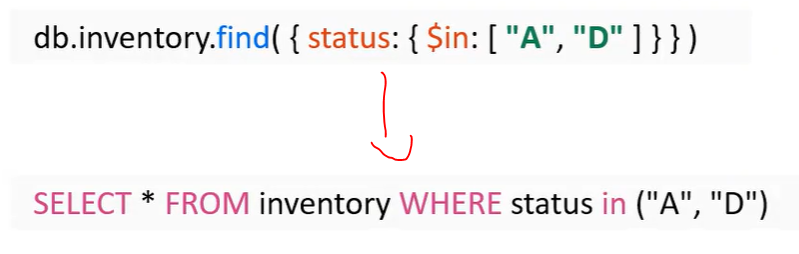 db.inventory.find( { status: { $in: [ "A", "D" ] } } )
SELECT * FROM inventory WHERE status in ("A", "D")